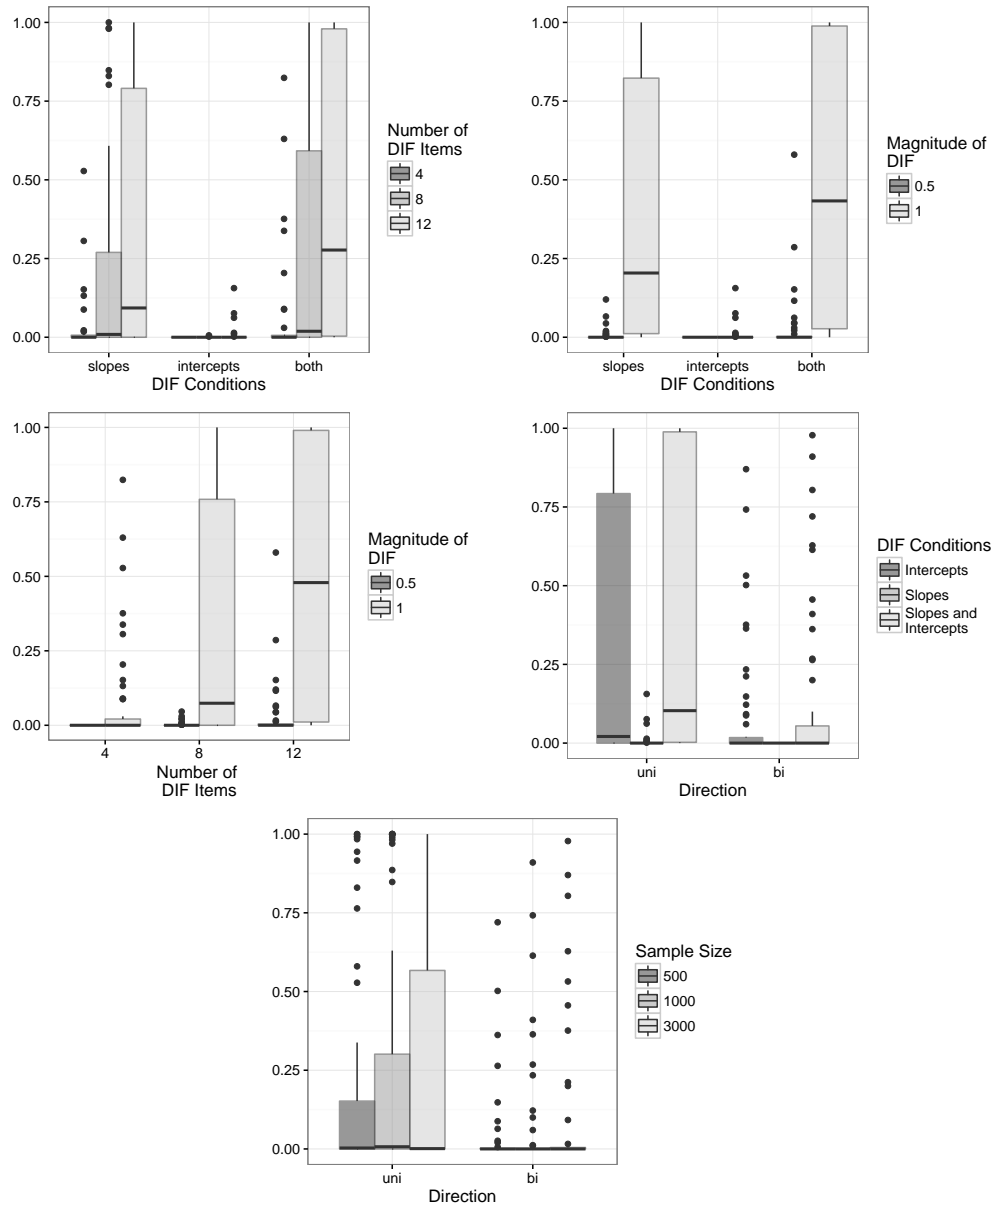 1.00
0.75
0.50
0.25
0.00
slopes intercepts both
DIF Conditions
Number of
DIF Items
4
8
12
1.00
0.75
0.50
0.25
0.00
slopes intercepts both
DIF Conditions
Magnitude of
DIF
0.5
1
1.00
0.75
0.50
0.25
0.00
4 8 12
Number of
DIF Items
Magnitude of
DIF
0.5
1
1.00
0.75
0.50
0.25
0.00
uni bi
Direction
DIF Conditions
Intercepts
Slopes
Slopes and
Intercepts
1.00
0.75
0.50
0.25
0.00
uni bi
Direction
Sample Size
500
1000
3000